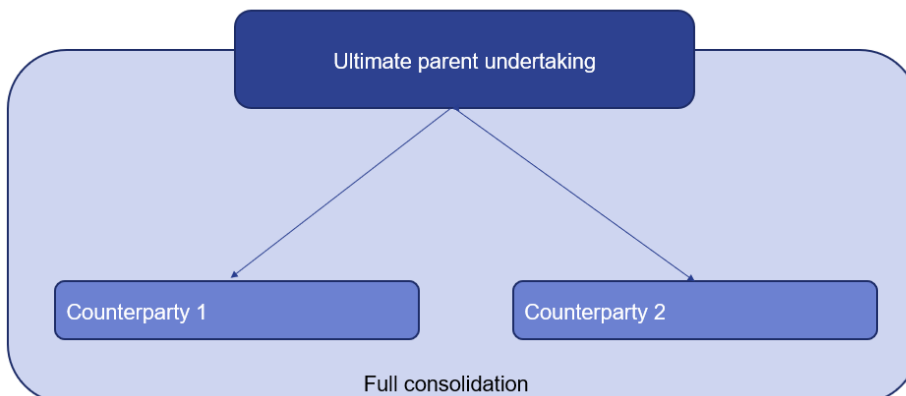 Ultimate parent undertaking
Counterparty 1
Counterparty 2
Full consolidation